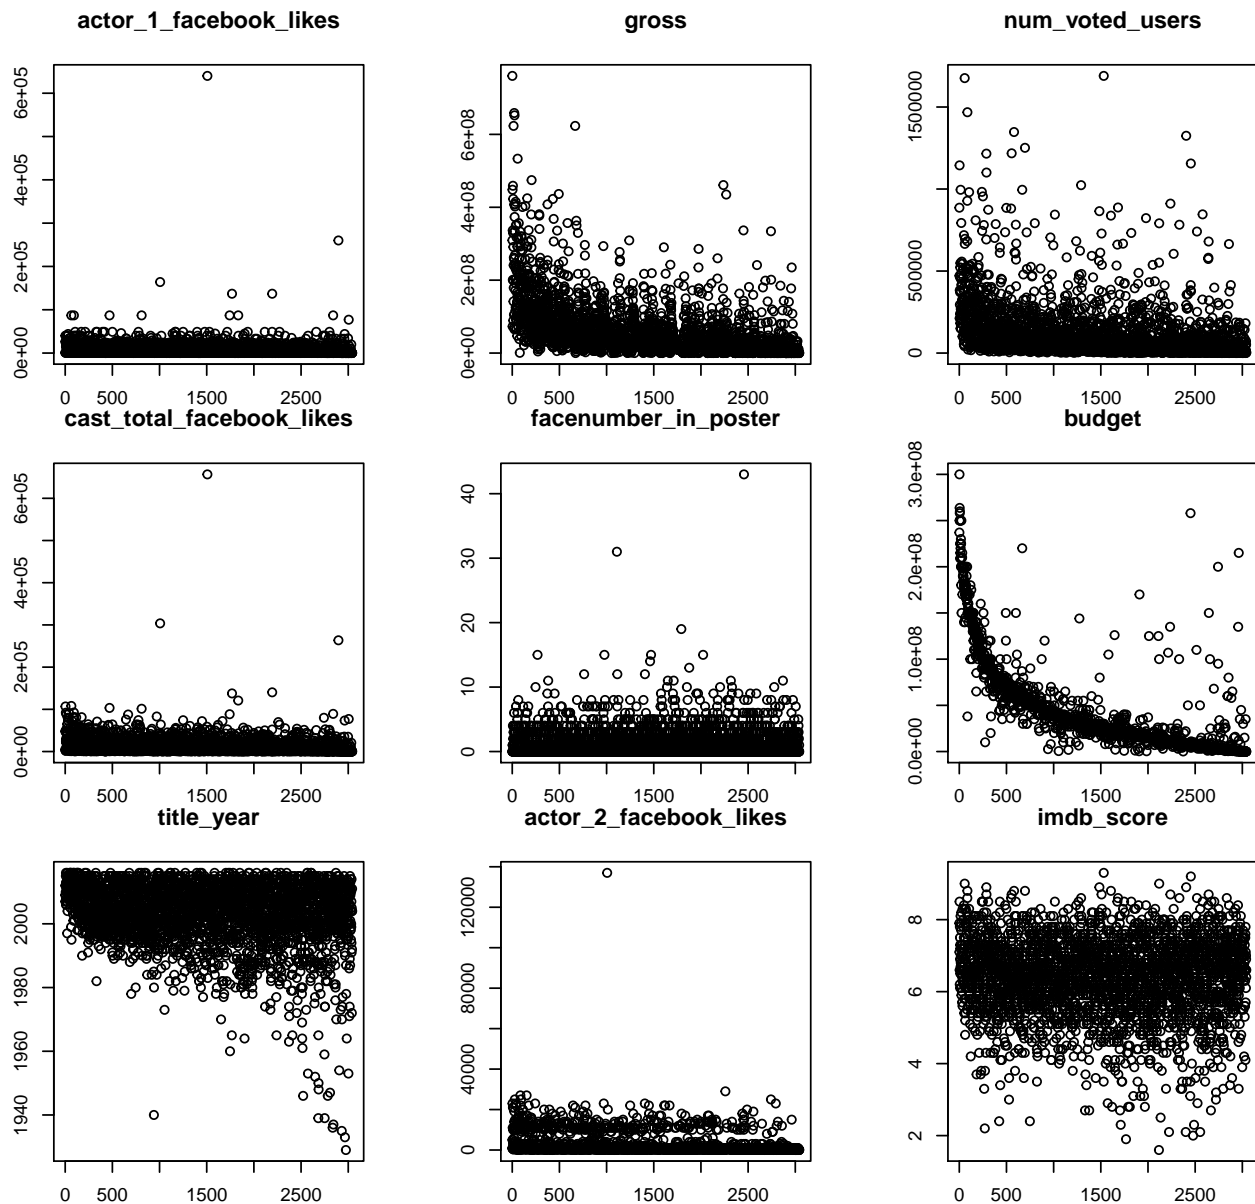 actor_1_facebook_likes
6e+05
4e+05
2e+05
0e+00
0 500 1500 2500
gross
6e+08
4e+08
2e+08
0e+00
0 500 1500 2500
num_voted_users
1500000
500000
0
0 500 1500 2500
cast_total_facebook_likes
6e+05
4e+05
2e+05
0e+00
0 500 1500 2500
facenumber_in_poster
40
30
20
10
0
0 500 1500 2500
budget
3.0e+08
2.0e+08
1.0e+08
0.0e+00
0 500 1500 2500
title_year
2000
1980
1960
1940
0 500 1500 2500
actor_2_facebook_likes
120000
80000
40000
0
0 500 1500 2500
imdb_score
8
6
4
2
0 500 1500 2500